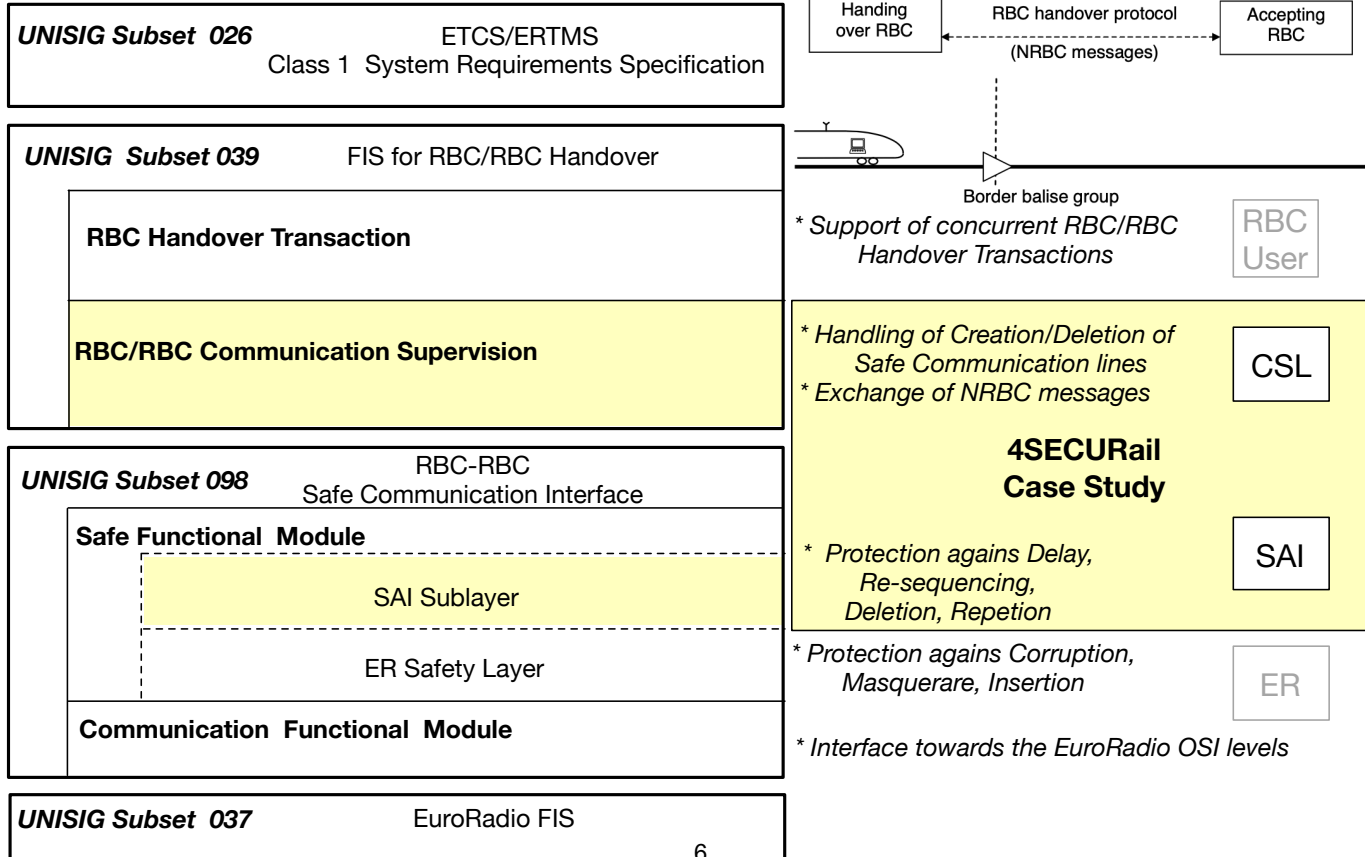 UNISIG Subset 026
ETCS/ERTMS
Class 1 System Requirements Specification
UNISIG Subset 039
FIS for RBC/RBC Handover
RBC Handover Transaction
RBC/RBC Communication Supervision
UNISIG Subset 098
RBC-RBC
Safe Communication Interface
Safe Functional Module
SAI Sublayer
ER Safety Layer
Communication Functional Module
UNISIG Subset 037
EuroRadio FIS
Handing
over RBC
RBC handover protocol
(NRBC messages)
Accepting
RBC
Border balise group
* Support of concurrent RBC/RBC
Handover Transactions
RBC
User
* Handling of Creation/Deletion of
Safe Communication lines
* Exchange of NRBC messages
CSL
4SECURail
Case Study
* Protection agains Delay,
Re-sequencing,
Deletion, Repetion
SAI
* Protection agains Corruption,
Masquerare, Insertion
ER
* Interface towards the EuroRadio OSI levels
6